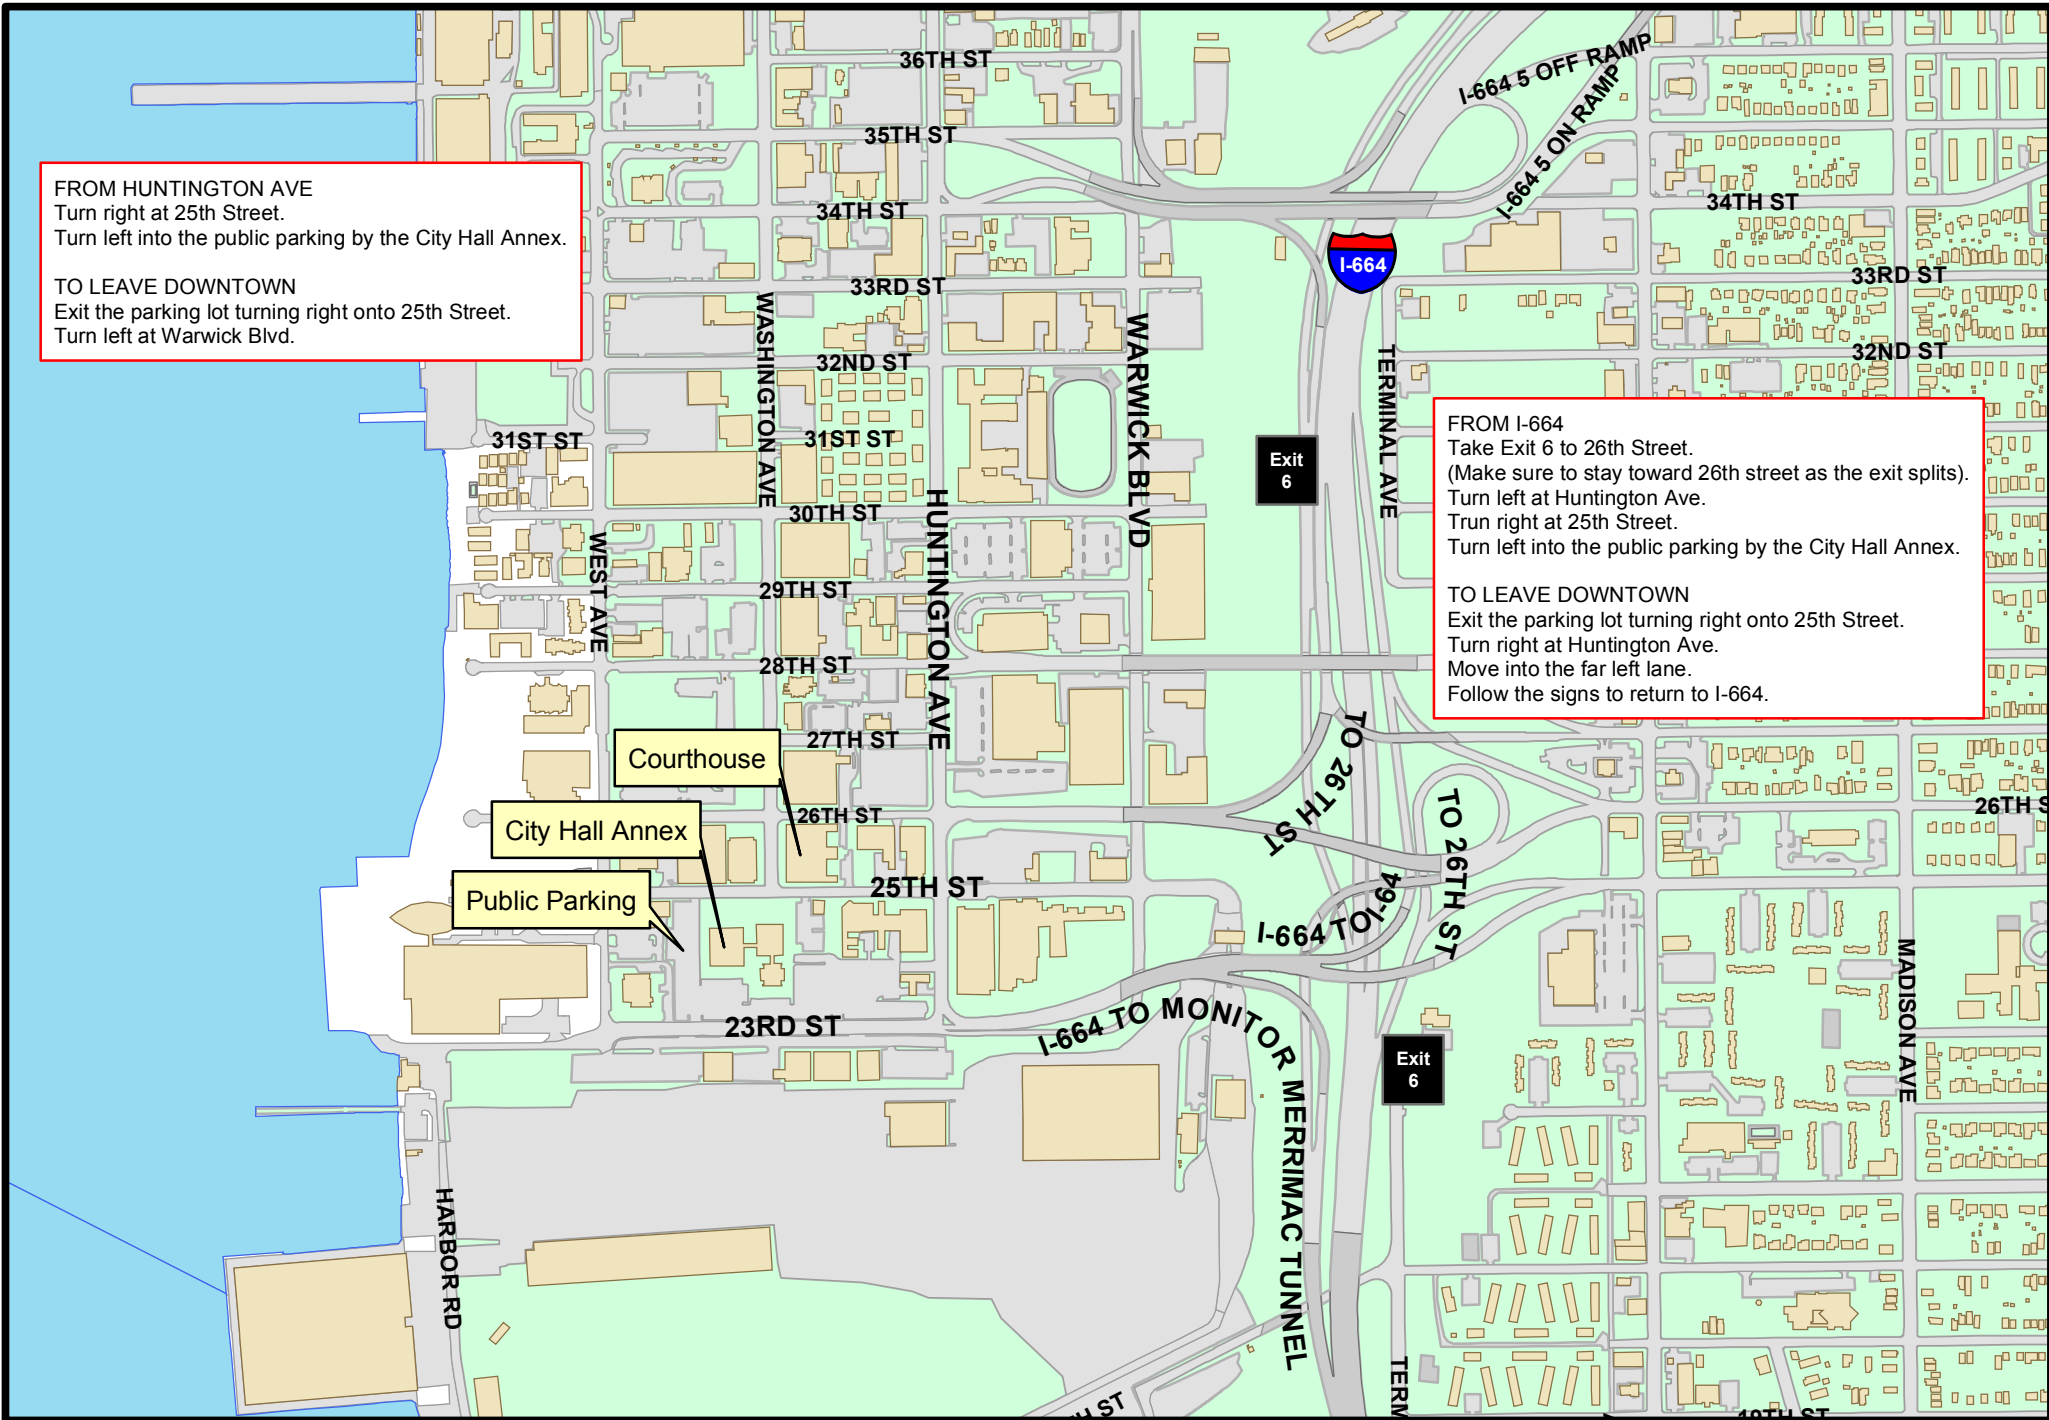 36TH ST
I-664 5 OFF RAMP
35TH ST
I-664 5 ON RAMP
FROM HUNTINGTON AVE
Turn right at 25th Street.
Turn left into the public parking by the City Hall Annex.
TO LEAVE DOWNTOWN
Exit the parking lot turning right onto 25th Street.
Turn left at Warwick Blvd.
34TH ST
34TH ST
I-664
33RD ST
33RD ST
WASHINGTON AVE
WARWICK BLVD
TERMINAL AVE
32ND ST
32ND ST
31ST ST
31ST ST
Exit
6
FROM I-664
Take Exit 6 to 26th Street.
(Make sure to stay toward 26th street as the exit splits).
Turn left at Huntington Ave.
Trun right at 25th Street.
Turn left into the public parking by the City Hall Annex.
TO LEAVE DOWNTOWN
Exit the parking lot turning right onto 25th Street.
Turn right at Huntington Ave.
Move into the far left lane.
Follow the signs to return to I-664.
30TH ST
HUNTINGTON AVE
WEST AVE
29TH ST
28TH ST
27TH ST
TO 26TH ST
Courthouse
26TH ST
TO 26TH ST
26TH S
City Hall Annex
25TH ST
Public Parking
I-664 TO I-64
MADISON AVE
23RD ST
I-664 TO MONITOR MERRIMAC TUNNEL
Exit
6
HARBOR RD
TERM
H ST
19TH ST